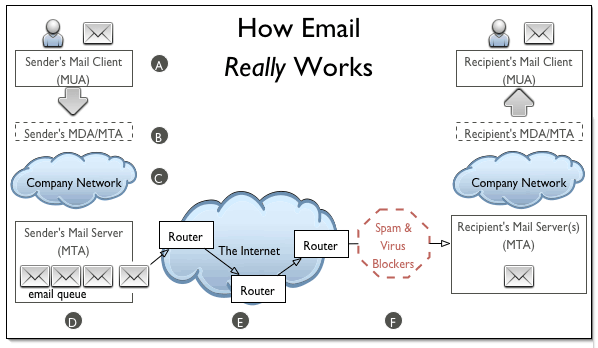 How Email
Really Works
Sender's Mail Client
(MUA)
A
Recipient's Mail Client
(MUA)
Sender's MDA/MTA
B
Recipient's MDA/MTA
Company Network
C
Company Network
Sender's Mail Server
(MTA)
email queue
Router
The Internet
Router
Router
Spam &
Virus
Blockers
Recipient's Mail Server(s)
(MTA)
D
E
F